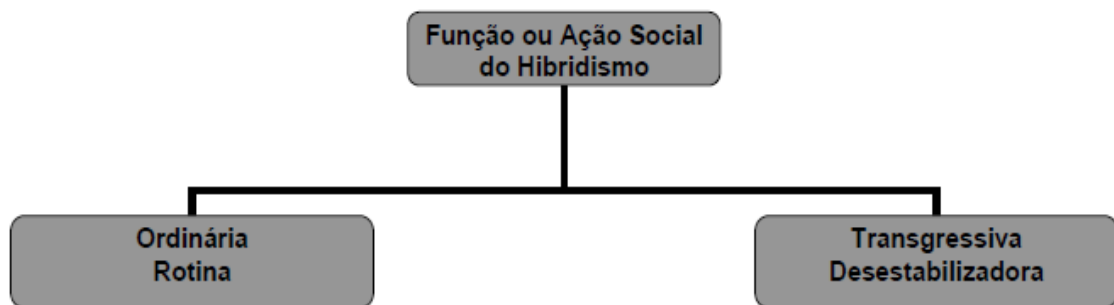 Função ou Ação Social
do Hibridismo
Ordinária
Rotina
Transgressiva
Desestabilizadora